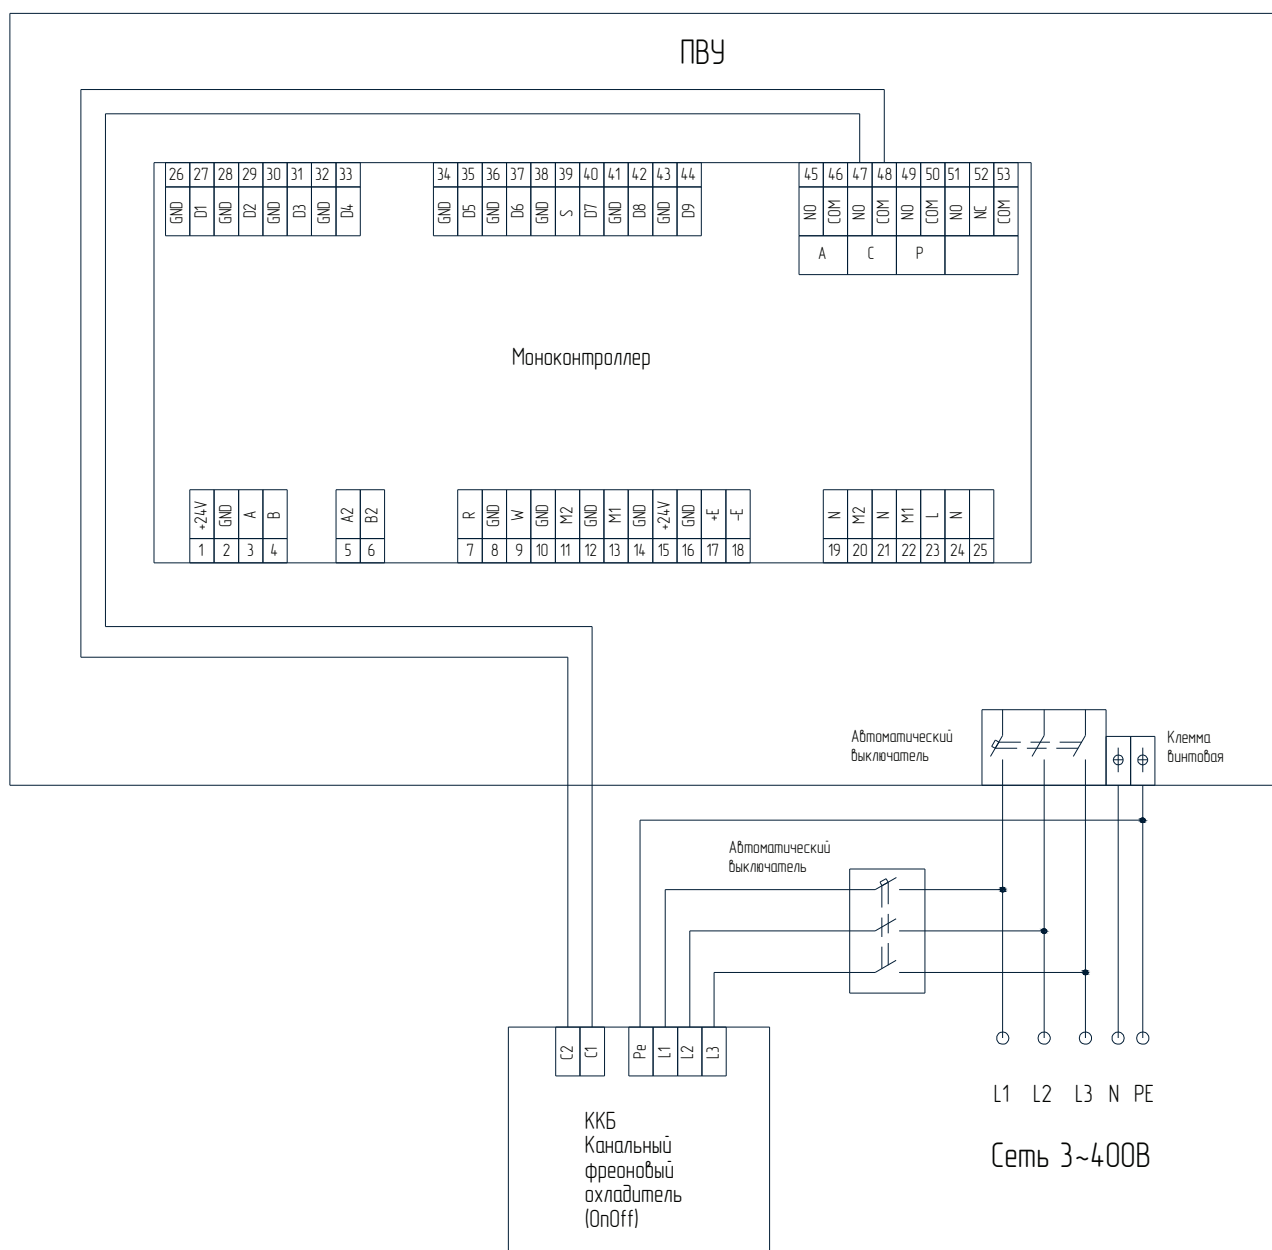 ПВУ
26 27 28 29 30 31 32 33 34 35 36 37 38 39 40 41 42 43 44 45 46 47 48 49 50 51 52 53
GND D1 GND D2 GND D3 GND D4 GND D5 GND D6 GND S D7 GND D8 GND D9 NO COM NO COM NO COM NO NC COM
A C P
Моноконтроллер
+24V GND A B A2 B2 R GND W GND M2 GND M1 GND +24V GND +E -E N M2 N M1 L N
1 2 3 4 5 6 7 8 9 10 11 12 13 14 15 16 17 18 19 20 21 22 23 24 25
Автоматический
выключатель
Клемма
винтовая
Автоматический
выключатель
C2 C1 Pe L1 L2 L3
L1 L2 L3 N PE
Сеть 3~400В
ККБ
Канальный
фреоновый
охладитель
(OnOff)